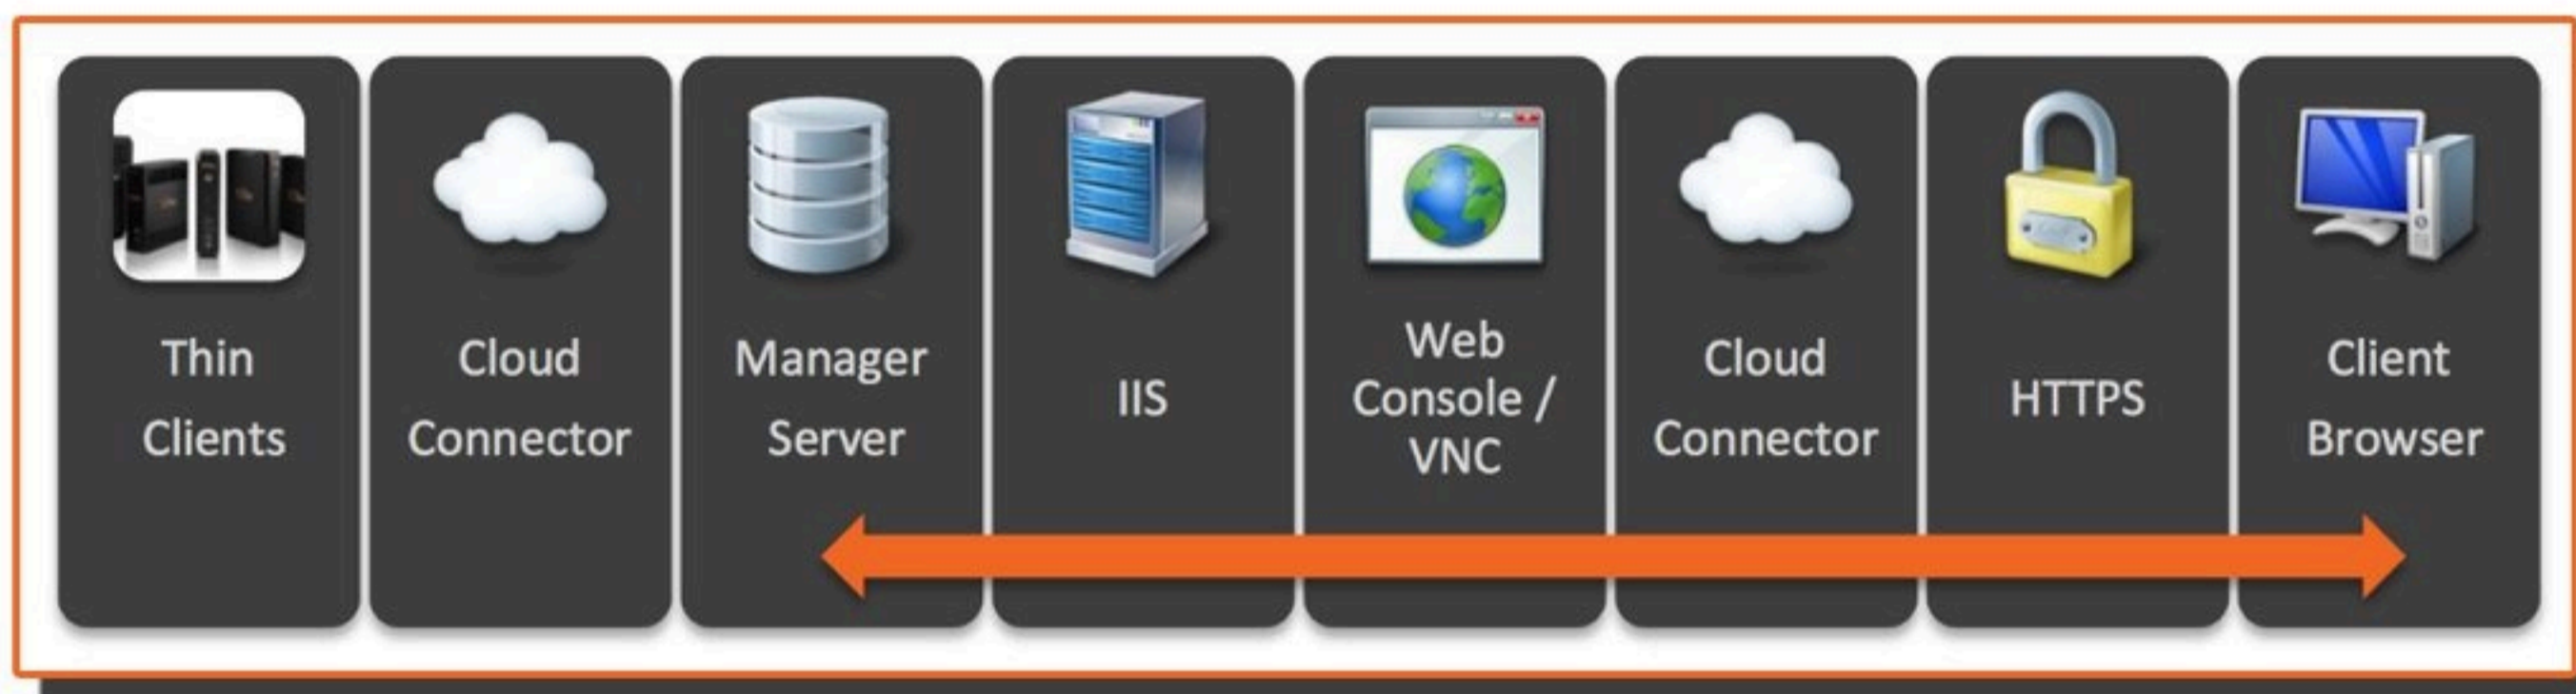 Thin
Clients
Cloud
Connector
Manager
Server
IIS
Web
Console /
VNC
Cloud
Connector
HTTPS
Client
Browser